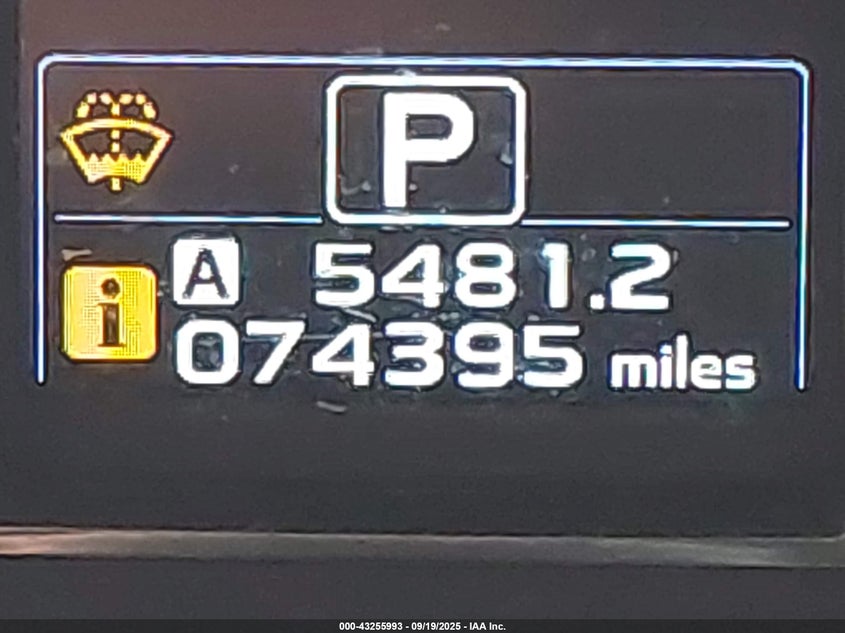 P
A 5481.2
i
074395 miles
000-43255993 - 09/19/2025 - IAA Inc.